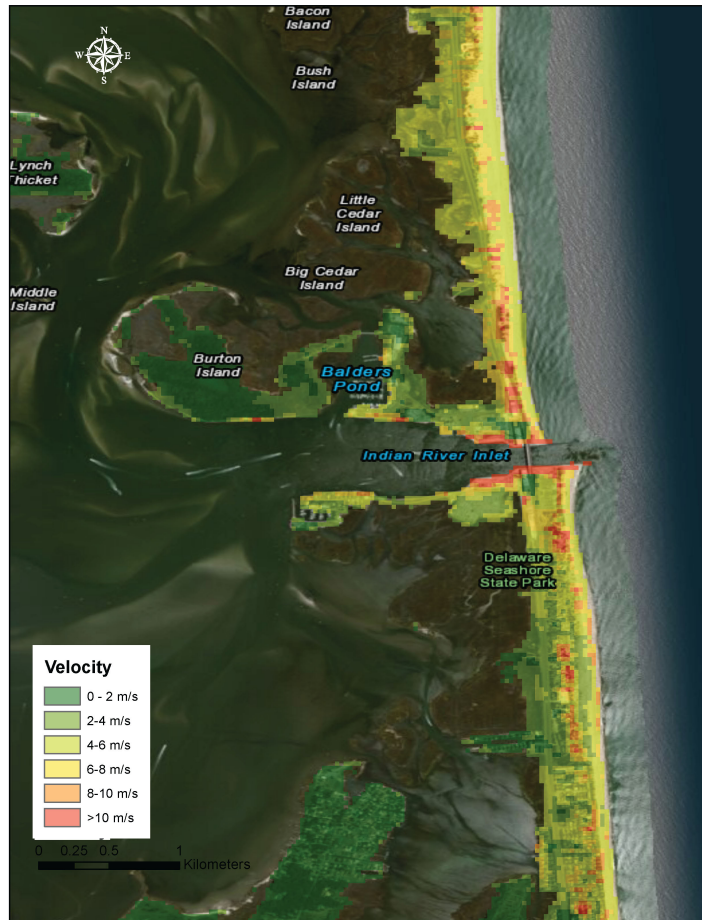 Bacon
Island
N
W E
S
Bush
Island
Lynch
Thicket
Little
Cedar
Island
Big Cedar
Island
Middle
Island
Burton
Island
Balders
Pond
Indian River Inlet
Delaware
Seashore
State Park
Velocity
0 - 2 m/s
2-4 m/s
4-6 m/s
6-8 m/s
8-10 m/s
>10 m/s
0 0.25 0.5 1
Kilometers